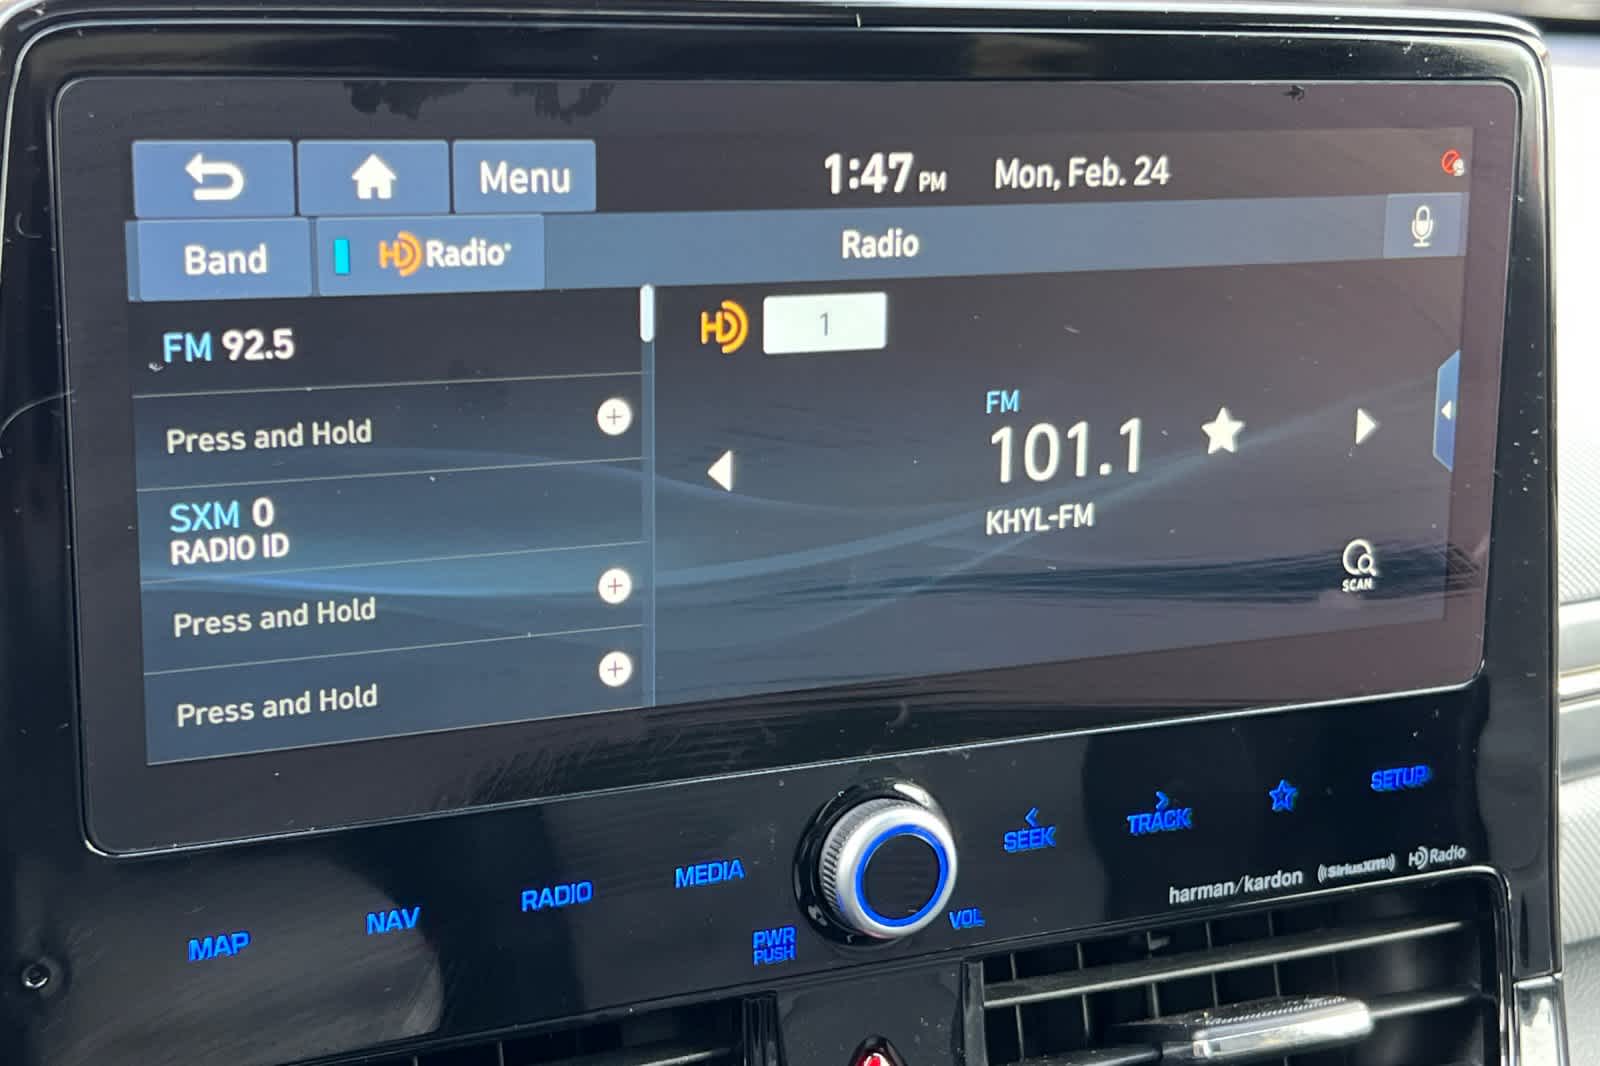 Menu
1:47 PM
Mon, Feb. 24
Band
HD Radio
Radio
FM 92.5
Press and Hold
SXM 0
RADIO ID
Press and Hold
Press and Hold
HD 1
FM
101.1
KHYL-FM
SCAN
MAP
NAV
RADIO
MEDIA
PWR
PUSH
VOL
SEEK
TRACK
SETUP
harman/kardon
((SiriusXM))
HD Radio